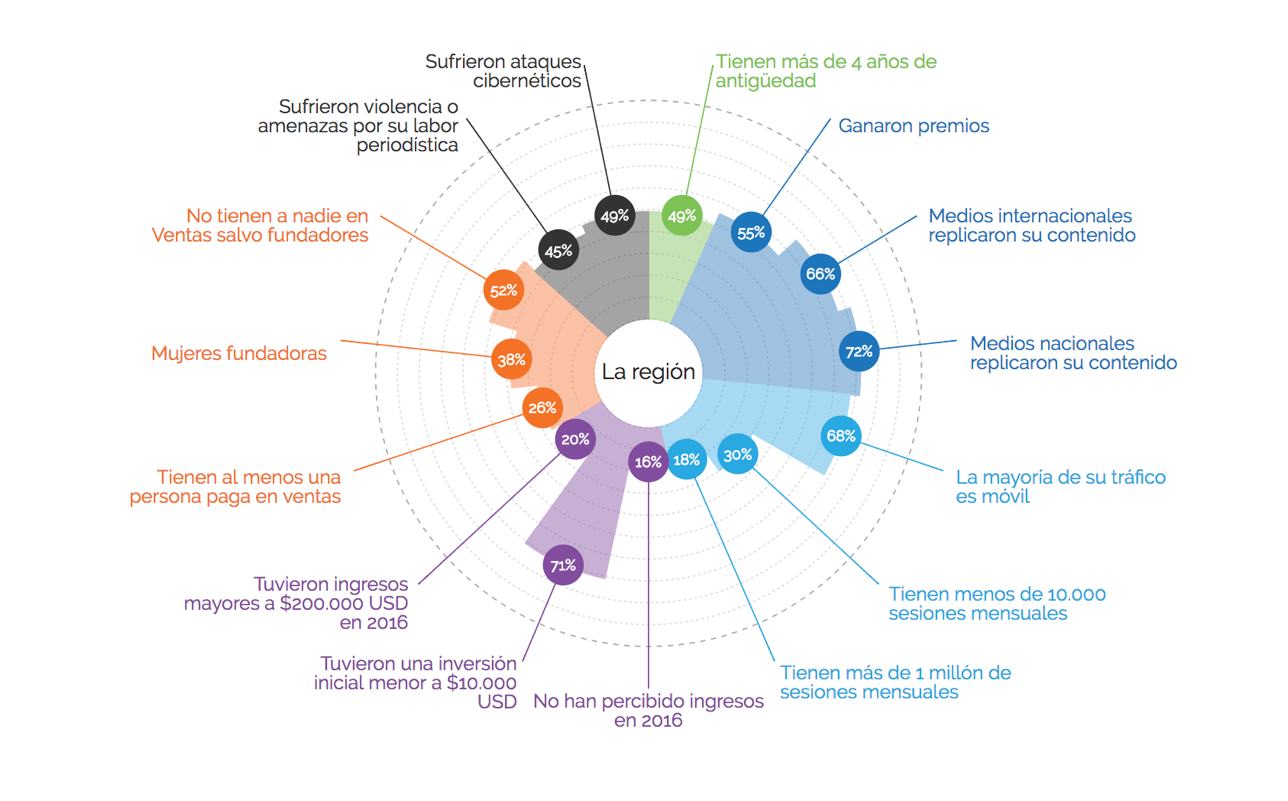 Sufrieron ataques
cibernéticos
49%
Tienen más de 4 años de
antigüedad
49%
Ganaron premios
55%
Medios internacionales
replicaron su contenido
66%
Medios nacionales
replicaron su contenido
72%
La mayoría de su tráfico
es móvil
68%
Tienen menos de 10.000
sesiones mensuales
30%
Tienen más de 1 millón de
sesiones mensuales
18%
No han percibido ingresos
en 2016
16%
Tuvieron una inversión
inicial menor a $10.000
USD
71%
Tuvieron ingresos
mayores a $200.000 USD
en 2016
20%
Tienen al menos una
persona paga en ventas
26%
Mujeres fundadoras
38%
No tienen a nadie en
Ventas salvo fundadores
52%
Sufrieron violencia o
amenazas por su labor
periodística
45%
La región